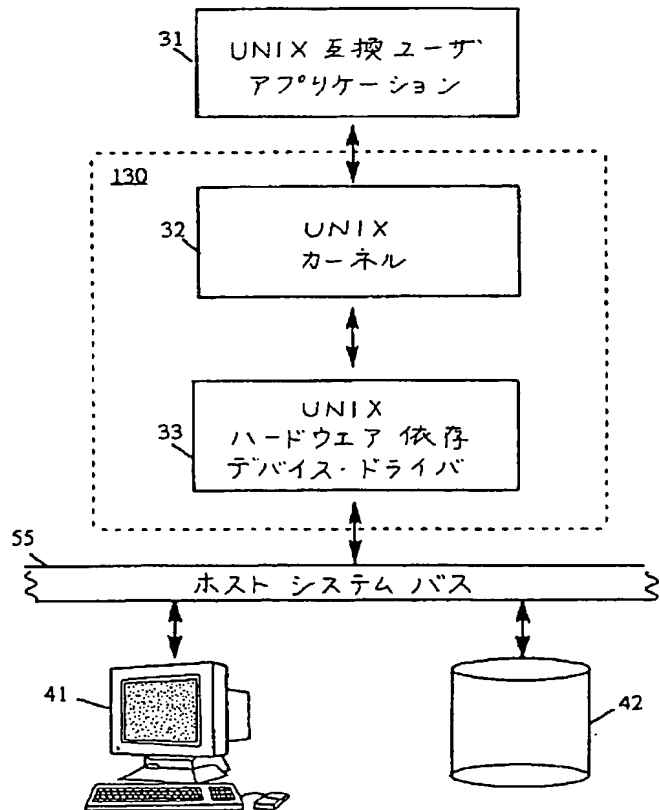 31
UNIX 互換ユーザ
アプリケーション
130
32
UNIX
カーネル
33
UNIX
ハードウエア 依存
デバイス・ドライバ
55
ホスト システム バス
41
42